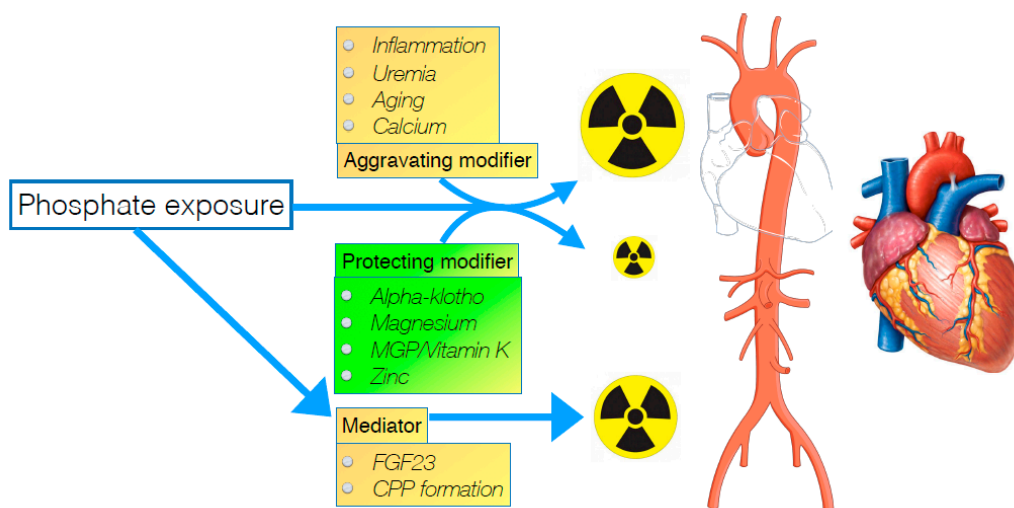 Inflammation
Uremia
Aging
Calcium
Aggravating modifier
Phosphate exposure
Protecting modifier
Alpha-klotho
Magnesium
MGP/Vitamin K
Zinc
Mediator
FGF23
CPP formation